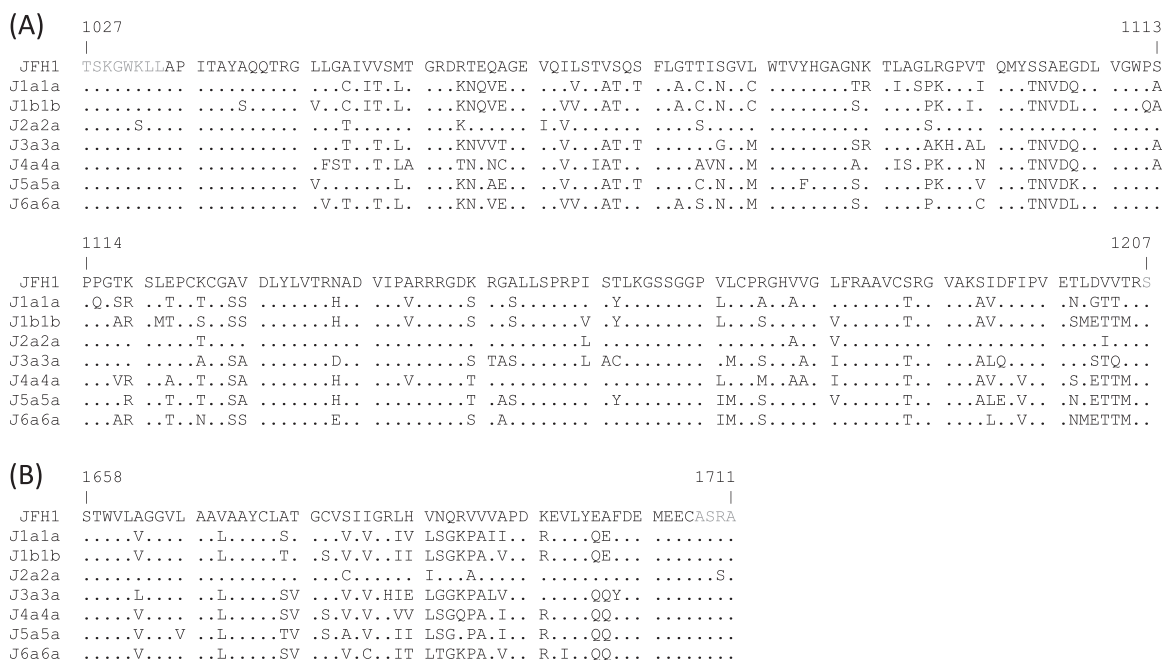 (A)
1027 1113
| |
JFH1 TSKGWKLLAP ITAYAQQTRG LLGAIVVSMT GRDRTEQAGE VQILSTVSQS FLGTTISGVL WTVYHGAGNK TLAGLRGPVT QMYSSAEGDL VGWPS
J1a1a .......... .......... ...C.IT.L. ...KNQVE.. ...V..AT.T ..A.C.N..C ........TR .I.SPK...I ...TNVDQ.. ....A
J1b1b .......... ....S..... V..C.IT.L. ...KNQVE.. ..VV..AT.. ..A.C.N..C ........S. ....PK..I. ...TNVDL.. ...QA
J2a2a .....S.... .......... ...T...... ...K...... I.V....... ....S..... .......... ....S..... .......... .....
J3a3a .......... .......... ...T..T.L. ...KNVVT.. ..V...AT.T ......G..M ........SR ....AKH.AL ...TNVDQ.. ....A
J4a4a .......... .......... .FST..T.LA ...TN.NC.. ..V..IAT.. ....AVN..M ........A. .IS.PK...N ...TNVDQ.. ....A
J5a5a .......... .......... V.....T.L. ...KN.AE.. ..V...AT.T ....C.N..M ...F....S. ....PK...V ...TNVDK.. .....
J6a6a .......... .......... .V.T..T.L. ...KN.VE.. ..VV..AT.. ..A.S.N..M ........S. ....P....C ...TNVDL.. .....
1114 1207
| |
JFH1 PPGTK SLEPCKCGAV DLYLVTRNAD VIPARRRGDK RGALLSPRPI STLKGSSGGP VLCPRGHVVG LFRAAVCSRG VAKSIDFIPV ETLDVVTRS
J1a1a .Q.SR ..T..T..SS .......H.. ...V.....S ..S....... .Y........ ....A..A.. .......T.. ...AV..... .N.GTT...
J1b1b ...AR .MT..S..SS .......H.. ...V.....S ..S......V .Y........ L...S..... V......T.. ...AV..... .SMETTM..
J2a2a ..... .....T.... .......... .......... .........L .......... .......A.. V......... .......... ....I....
J3a3a ..... .....A..SA .......D.. .........S TAS......L AC........ .M..S...A. I......T.. ...ALQ.... ...STQ...
J4a4a ...VR ..A..T..SA .......H.. ...V.....T .......... .......... L...M..AA. I......T.. ...AV..V.. .S.ETTM..
J5a5a ....R ..T..T..SA .......H.. .........T .AS....... .Y........ IM..S..... V......T.. ...ALE.V.. .N.ETTM..
J6a6a ...AR ..T..N..SS .......E.. .........S .A........ .......... IM..S..... .......T.. ....L..V.. .NMETTM..
(B)
1658 1711
| |
JFH1 STWVLAGGVL AAVAAYCLAT GCVSIIGRLH VNQRVVVAPD KEVLYEAFDE MEECASRA
J1a1a .....V.... ..L.....S. ...V.V..IV LSGKPAII.. R....QE... ........
J1b1b .....V.... ..L.....T. .S.V.V..II LSGKPA.V.. R....QE... ........
J2a2a .......... .......... ...C...... I...A..... .......... ......S.
J3a3a .....L.... ..L.....SV ...V.V.HIE LGGKPALV.. .....QQY.. ........
J4a4a .....V.... ..L.....SV .S.V.V..VV LSGQPA.I.. R....QQ... ........
J5a5a .....V...V ..L.....TV .S.A.V..II LSG.PA.I.. R....QQ... ........
J6a6a .....V.... ..L.....SV ...V.C..IT LTGKPA.V.. R.I..QQ... ........